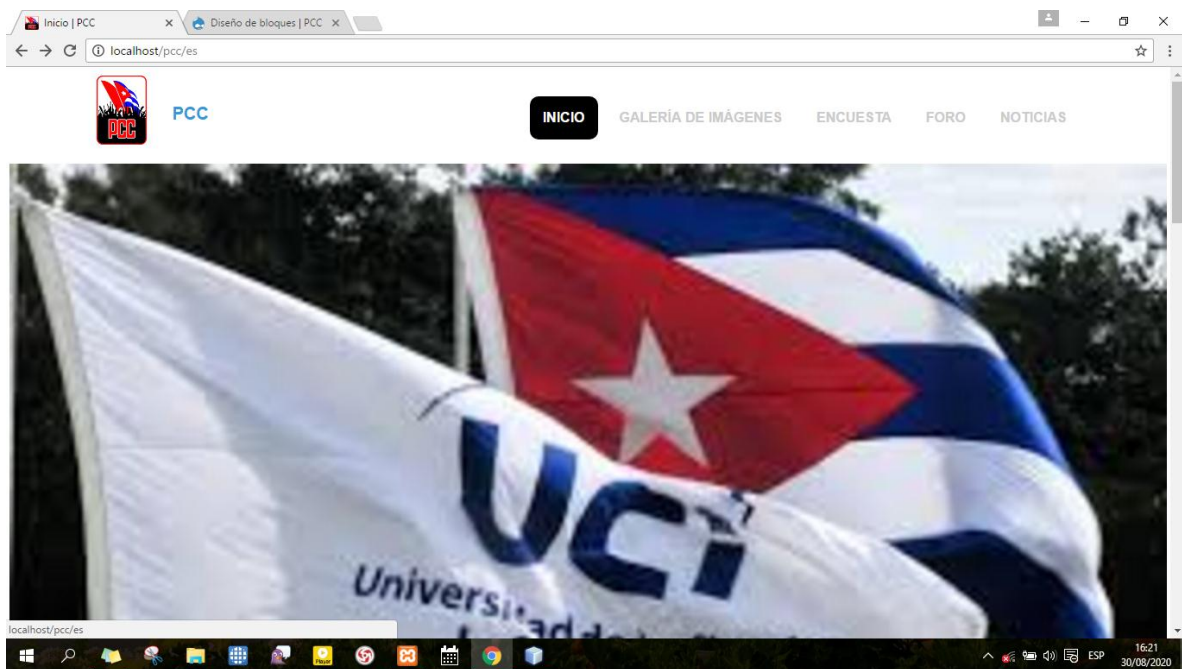 Inicio | PCC
Diseño de bloques | PCC
localhost/pcc/es
PCC
PCC
INICIO
GALERÍA DE IMÁGENES
ENCUESTA
FORO
NOTICIAS
UCi
localhost/pcc/es
Player
ESP
16:21
30/08/2020